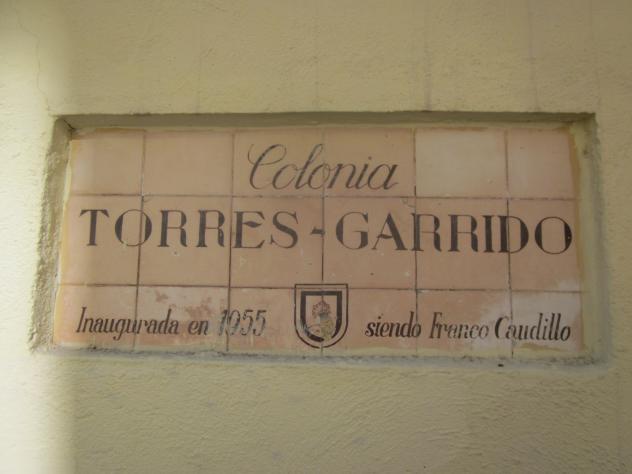 Colonia
TORRES-GARRIDO
Inaugurada en 1955 siendo Franco Caudillo